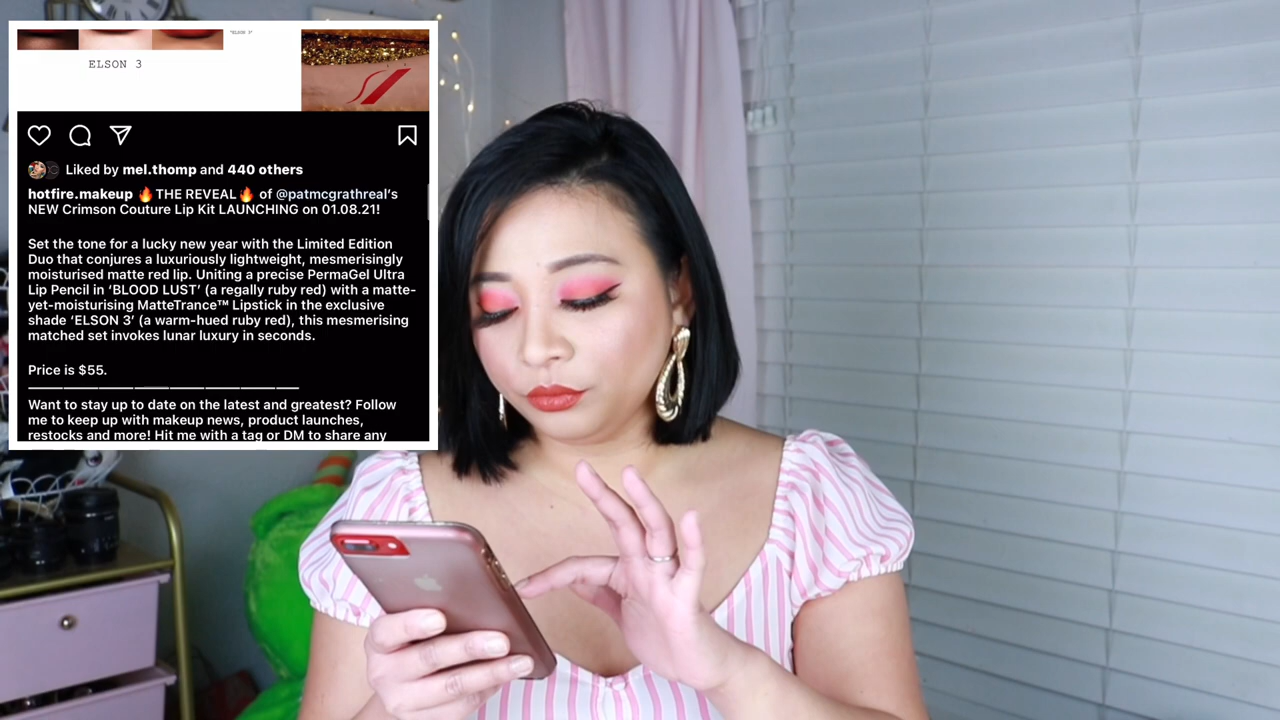 "ELSON 3"
ELSON 3
Liked by mel.thomp and 440 others
hotfire.makeup 🔥THE REVEAL🔥 of @patmcgrathreal's
NEW Crimson Couture Lip Kit LAUNCHING on 01.08.21!
Set the tone for a lucky new year with the Limited Edition
Duo that conjures a luxuriously lightweight, mesmerisingly
moisturised matte red lip. Uniting a precise PermaGel Ultra
Lip Pencil in ‘BLOOD LUST’ (a regally ruby red) with a matte-
yet-moisturising MatteTrance™ Lipstick in the exclusive
shade ‘ELSON 3’ (a warm-hued ruby red), this mesmerising
matched set invokes lunar luxury in seconds.
Price is $55.
Want to stay up to date on the latest and greatest? Follow
me to keep up with makeup news, product launches,
restocks and more! Hit me with a tag or DM to share any